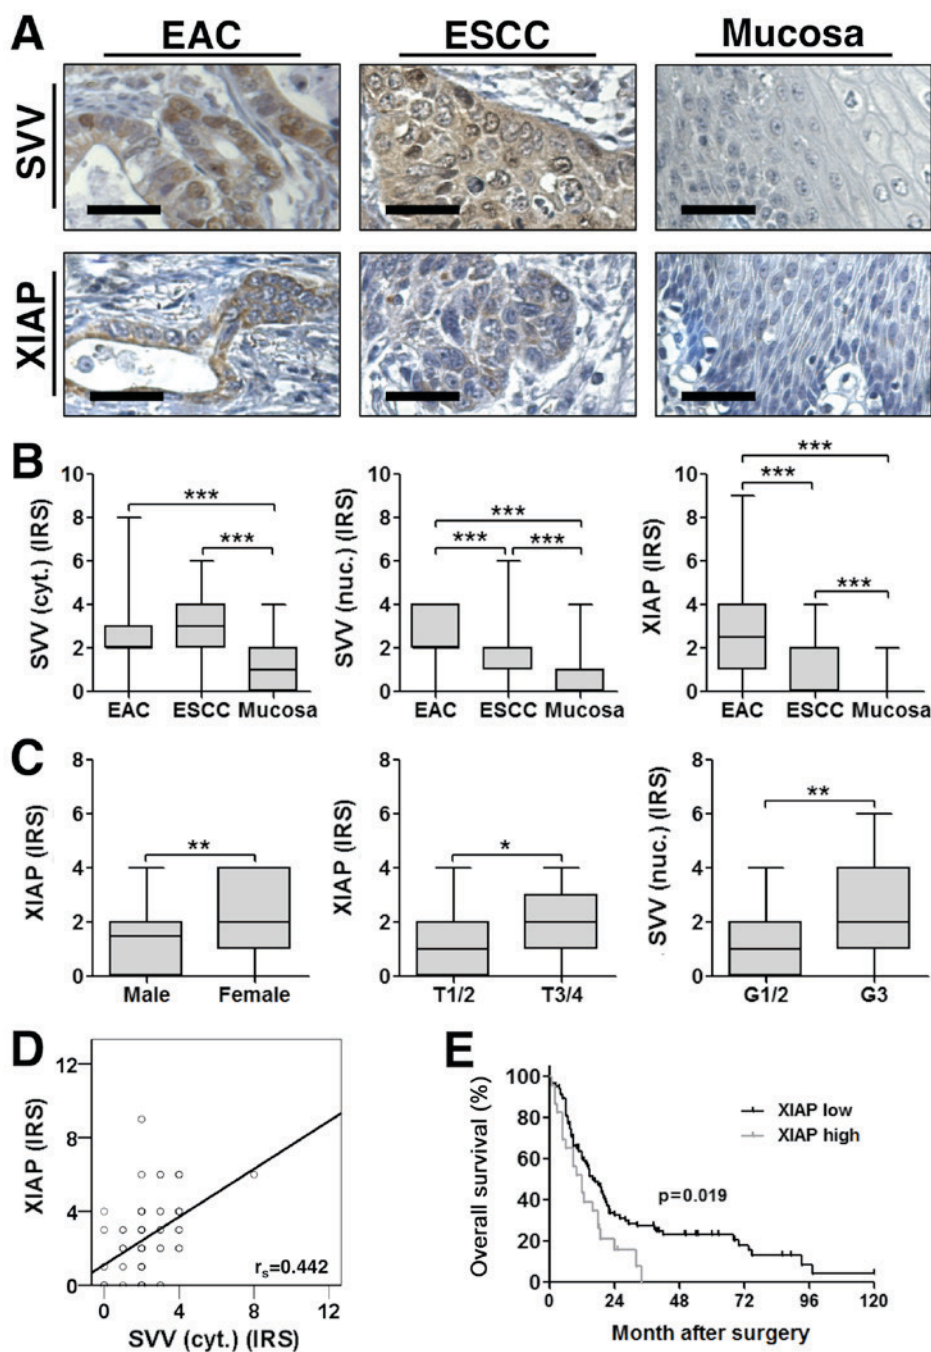 A
EAC ESCC Mucosa
SVV
XIAP
B
SVV (cyt.) (IRS)
10
8
6
4
2
0
***
***
EAC ESCC Mucosa
SVV (nuc.) (IRS)
10
8
6
4
2
0
***
***
***
EAC ESCC Mucosa
XIAP (IRS)
10
8
6
4
2
0
***
***
***
EAC ESCC Mucosa
C
XIAP (IRS)
8
6
4
2
0
**
Male Female
XIAP (IRS)
8
6
4
2
0
*
T1/2 T3/4
SVV (nuc.) (IRS)
8
6
4
2
0
**
G1/2 G3
D
XIAP (IRS)
12
8
4
0
rs=0.442
0 4 8 12
SVV (cyt.) (IRS)
E
Overall survival (%)
100
80
60
40
20
0
XIAP low
XIAP high
p=0.019
0 24 48 72 96 120
Month after surgery